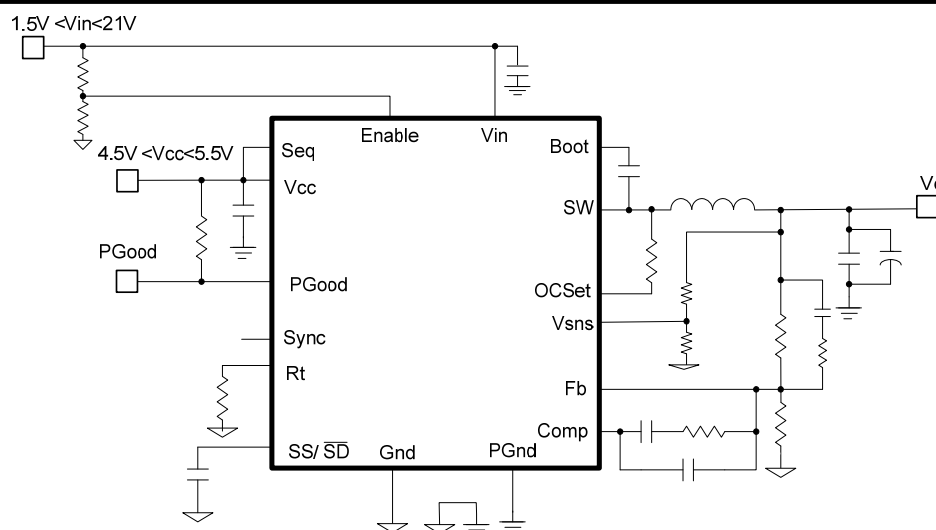 1.5V <Vin<21V
Enable
Vin
Boot
4.5V <Vcc<5.5V
Seq
Vcc
SW
PGood
PGood
OCSet
Vsns
Sync
Rt
Fb
Comp
SS/ SD
Gnd
PGnd